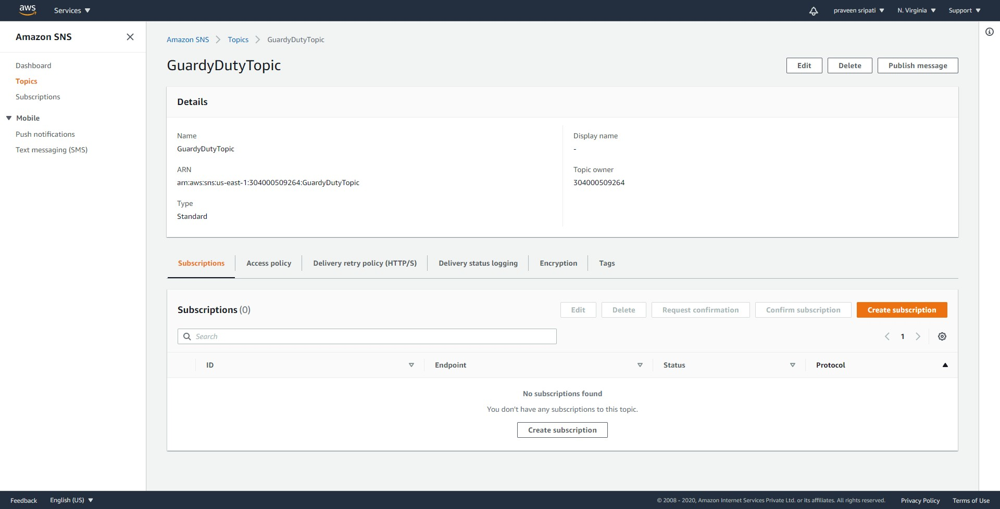 aws Services praveen sripati N. Virginia Support
Amazon SNS
Dashboard
Topics
Subscriptions
Mobile
Push notifications
Text messaging (SMS)
Amazon SNS Topics GuardyDutyTopic
GuardyDutyTopic Edit Delete Publish message
Details
Name
GuardyDutyTopic
ARN
arn:aws:sns:us-east-1:304000509264:GuardyDutyTopic
Type
Standard
Display name
-
Topic owner
304000509264
Subscriptions Access policy Delivery retry policy (HTTP/S) Delivery status logging Encryption Tags
Subscriptions (0) Edit Delete Request confirmation Confirm subscription Create subscription
Search 1
ID Endpoint Status Protocol
No subscriptions found
You don't have any subscriptions to this topic.
Create subscription
Feedback English (US) © 2008 - 2020, Amazon Internet Services Private Ltd. or its affiliates. All rights reserved. Privacy Policy Terms of Use